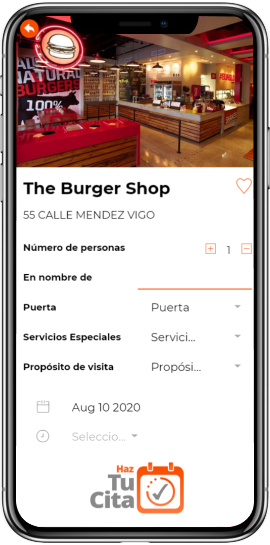 ALL
NATURAL
BURGERS
100%
The Burger Shop
55 CALLE MENDEZ VIGO
Número de personas 1
En nombre de
Puerta Puerta
Servicios Especiales Servici...
Propósito de visita Propósi...
Aug 10 2020
Seleccio...
Haz
Tu
Cita